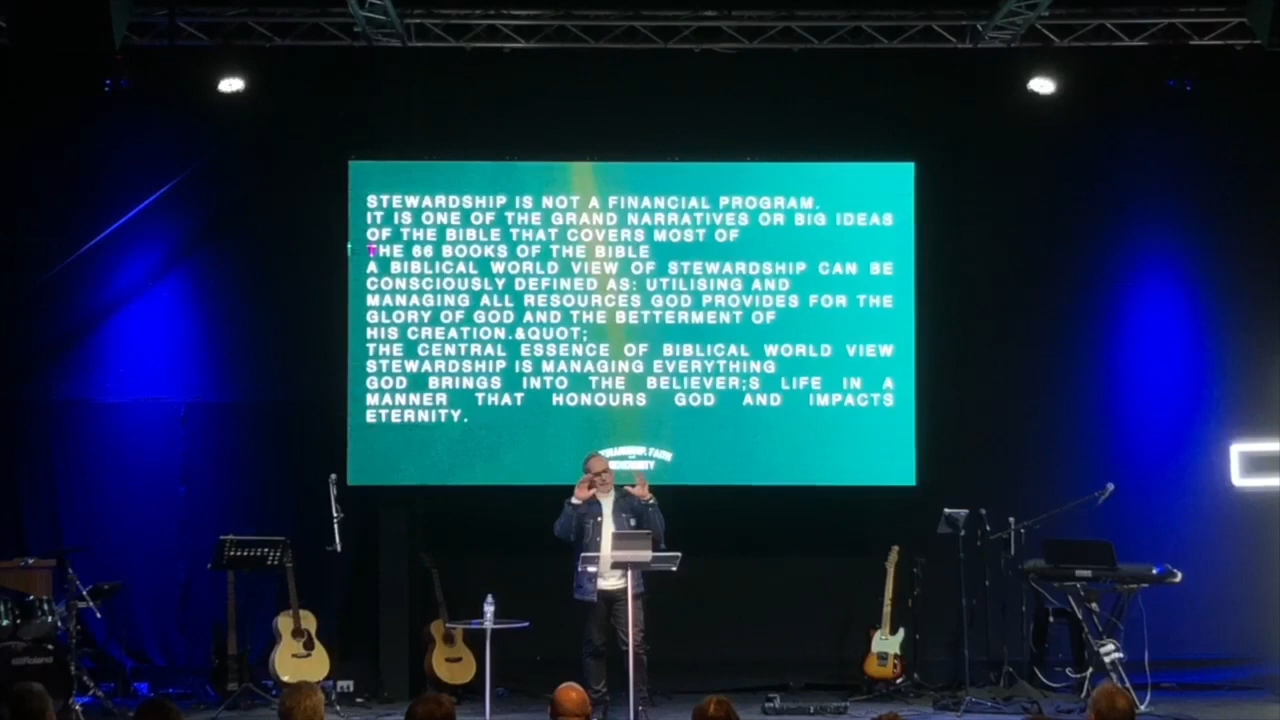 STEWARDSHIP IS NOT A FINANCIAL PROGRAM.
IT IS ONE OF THE GRAND NARRATIVES OR BIG IDEAS
OF THE BIBLE THAT COVERS MOST OF
THE 66 BOOKS OF THE BIBLE
A BIBLICAL WORLD VIEW OF STEWARDSHIP CAN BE
CONSCIOUSLY DEFINED AS: UTILISING AND
MANAGING ALL RESOURCES GOD PROVIDES FOR THE
GLORY OF GOD AND THE BETTERMENT OF
HIS CREATION.&QUOT;
THE CENTRAL ESSENCE OF BIBLICAL WORLD VIEW
STEWARDSHIP IS MANAGING EVERYTHING
GOD BRINGS INTO THE BELIEVER;S LIFE IN A
MANNER THAT HONOURS GOD AND IMPACTS
ETERNITY.
FAITH
Roland